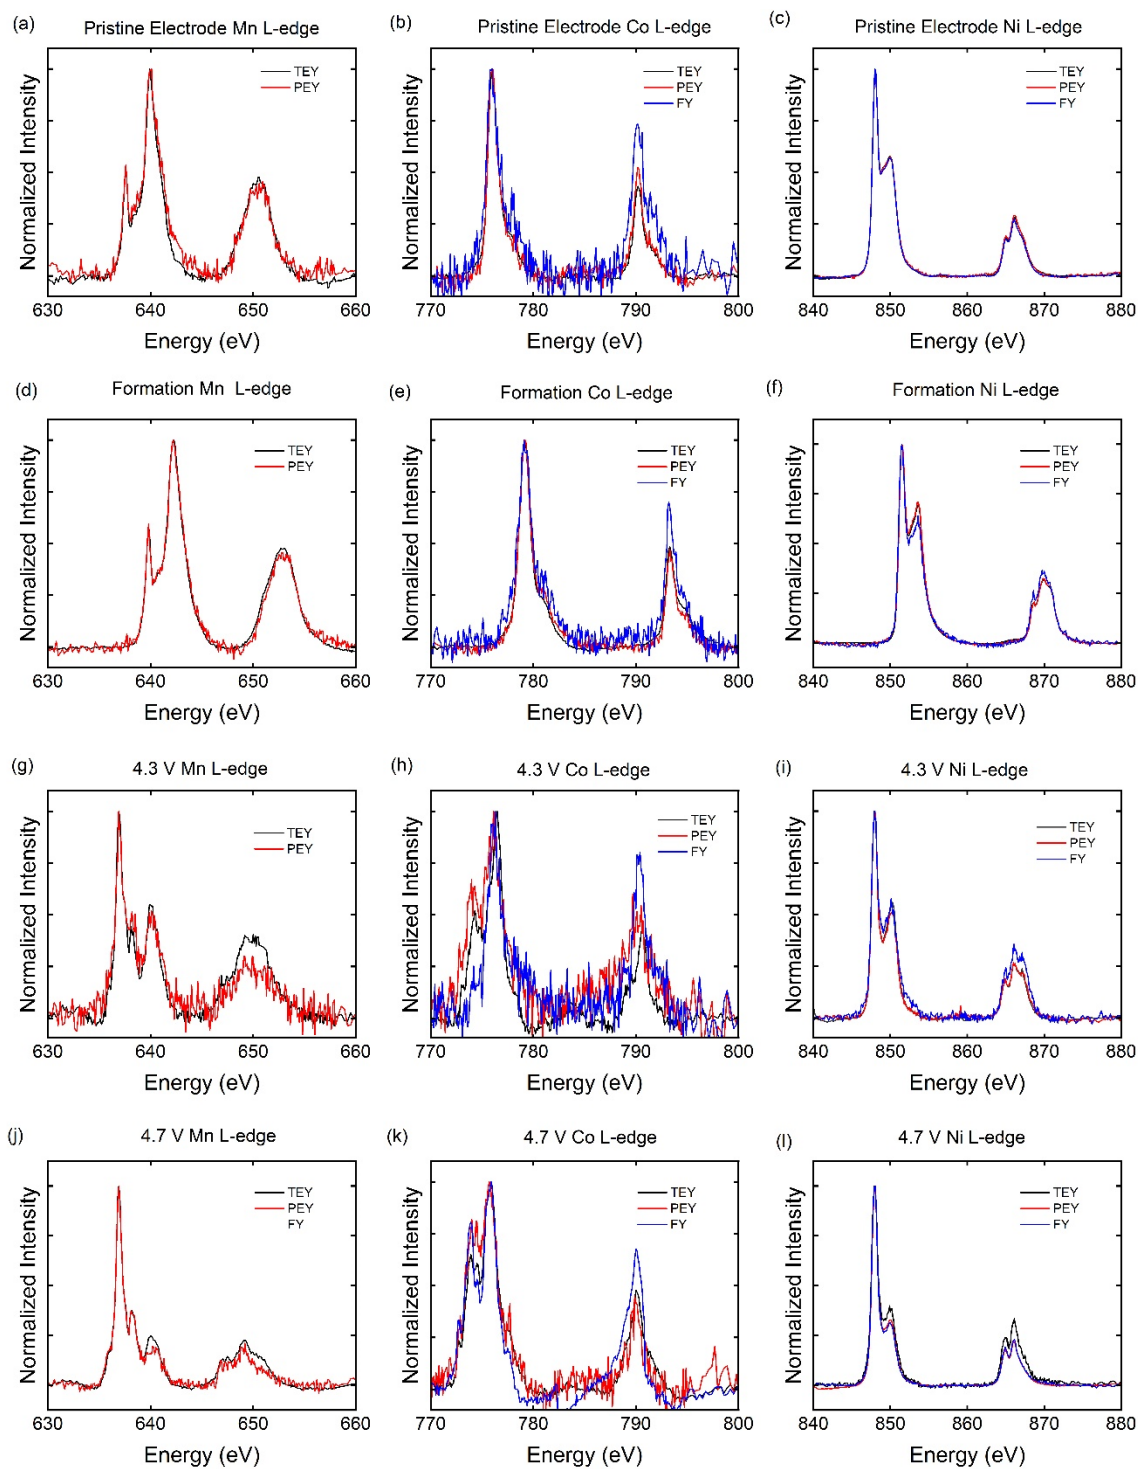 (a) Pristine Electrode Mn L-edge
Normalized Intensity
TEY
PEY
630 640 650 660
Energy (eV)
(b) Pristine Electrode Co L-edge
Normalized Intensity
TEY
PEY
FY
770 780 790 800
Energy (eV)
(c) Pristine Electrode Ni L-edge
Normalized Intensity
TEY
PEY
FY
840 850 860 870 880
Energy (eV)
(d) Formation Mn L-edge
Normalized Intensity
TEY
PEY
630 640 650 660
Energy (eV)
(e) Formation Co L-edge
Normalized Intensity
TEY
PEY
FY
770 780 790 800
Energy (eV)
(f) Formation Ni L-edge
Normalized Intensity
TEY
PEY
FY
840 850 860 870 880
Energy (eV)
(g) 4.3 V Mn L-edge
Normalized Intensity
TEY
PEY
630 640 650 660
Energy (eV)
(h) 4.3 V Co L-edge
Normalized Intensity
TEY
PEY
FY
770 780 790 800
Energy (eV)
(i) 4.3 V Ni L-edge
Normalized Intensity
TEY
PEY
FY
840 850 860 870 880
Energy (eV)
(j) 4.7 V Mn L-edge
Normalized Intensity
TEY
PEY
FY
630 640 650 660
Energy (eV)
(k) 4.7 V Co L-edge
Normalized Intensity
TEY
PEY
FY
770 780 790 800
Energy (eV)
(l) 4.7 V Ni L-edge
Normalized Intensity
TEY
PEY
FY
840 850 860 870 880
Energy (eV)